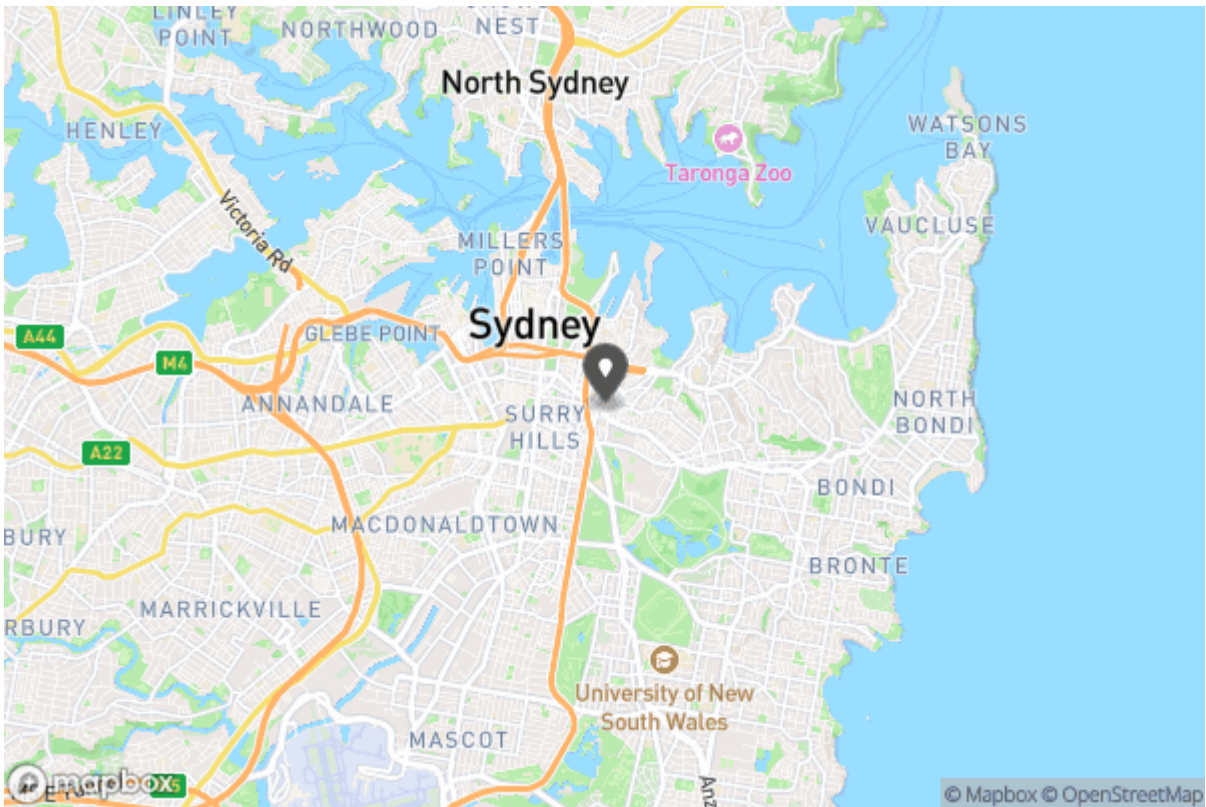 LINLEY
POINT
NORTHWOOD
NEST
North Sydney
HENLEY
WATSONS
BAY
Taronga Zoo
Victoria Rd
VAUCLUSE
MILLERS
POINT
Sydney
GLEBE POINT
A44
M4
ANNANDALE
SURRY
HILLS
NORTH
BONDI
A22
BONDI
MACDONALDTOWN
BURY
BRONTE
MARRICKVILLE
RBURY
University of New
South Wales
MASCOT
mapbox
Anz
© Mapbox © OpenStreetMap